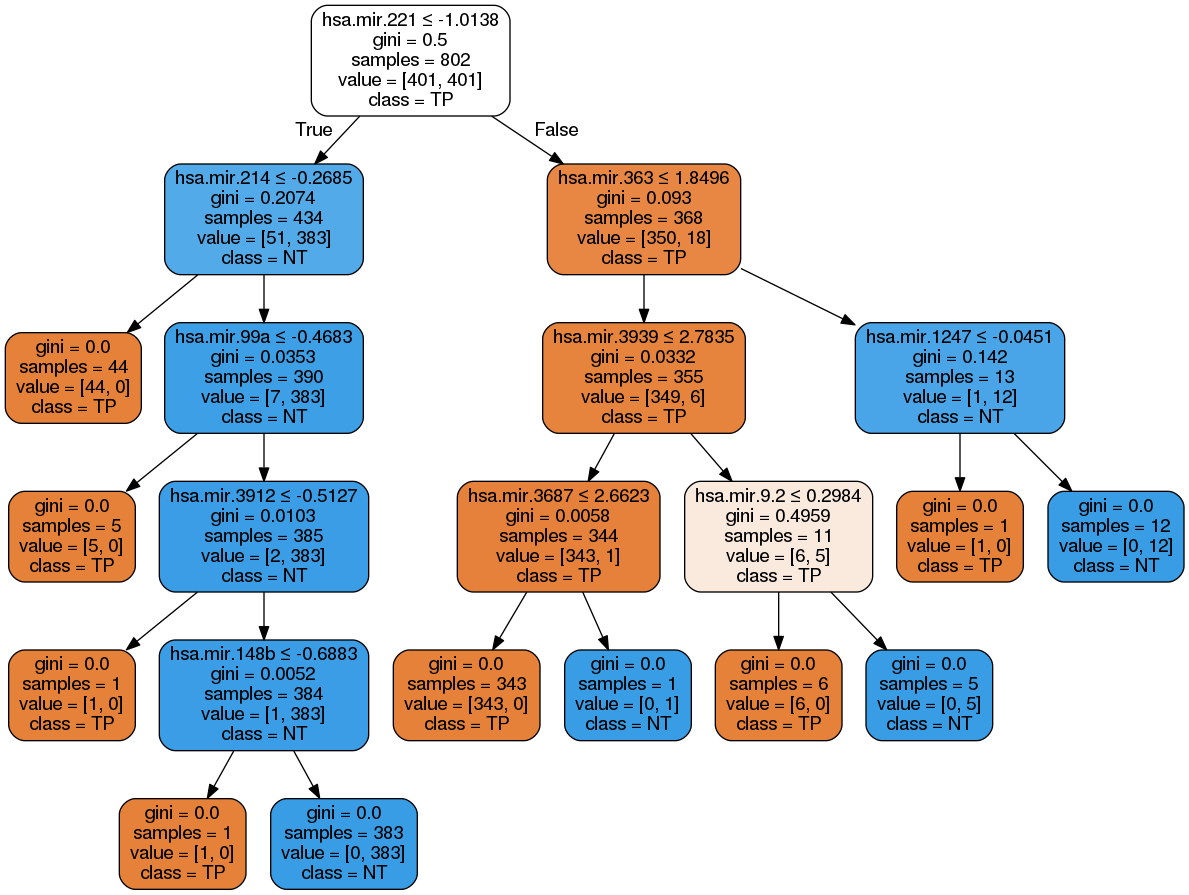 hsa.mir.221 ≤ -1.0138
gini = 0.5
samples = 802
value = [401, 401]
class = TP
True
False
hsa.mir.214 ≤ -0.2685
gini = 0.2074
samples = 434
value = [51, 383]
class = NT
hsa.mir.363 ≤ 1.8496
gini = 0.093
samples = 368
value = [350, 18]
class = TP
gini = 0.0
samples = 44
value = [44, 0]
class = TP
hsa.mir.99a ≤ -0.4683
gini = 0.0353
samples = 390
value = [7, 383]
class = NT
hsa.mir.3939 ≤ 2.7835
gini = 0.0332
samples = 355
value = [349, 6]
class = TP
hsa.mir.1247 ≤ -0.0451
gini = 0.142
samples = 13
value = [1, 12]
class = NT
gini = 0.0
samples = 5
value = [5, 0]
class = TP
hsa.mir.3912 ≤ -0.5127
gini = 0.0103
samples = 385
value = [2, 383]
class = NT
hsa.mir.3687 ≤ 2.6623
gini = 0.0058
samples = 344
value = [343, 1]
class = TP
hsa.mir.9.2 ≤ 0.2984
gini = 0.4959
samples = 11
value = [6, 5]
class = TP
gini = 0.0
samples = 1
value = [1, 0]
class = TP
gini = 0.0
samples = 12
value = [0, 12]
class = NT
gini = 0.0
samples = 1
value = [1, 0]
class = TP
hsa.mir.148b ≤ -0.6883
gini = 0.0052
samples = 384
value = [1, 383]
class = NT
gini = 0.0
samples = 343
value = [343, 0]
class = TP
gini = 0.0
samples = 1
value = [0, 1]
class = NT
gini = 0.0
samples = 6
value = [6, 0]
class = TP
gini = 0.0
samples = 5
value = [0, 5]
class = NT
gini = 0.0
samples = 1
value = [1, 0]
class = TP
gini = 0.0
samples = 383
value = [0, 383]
class = NT